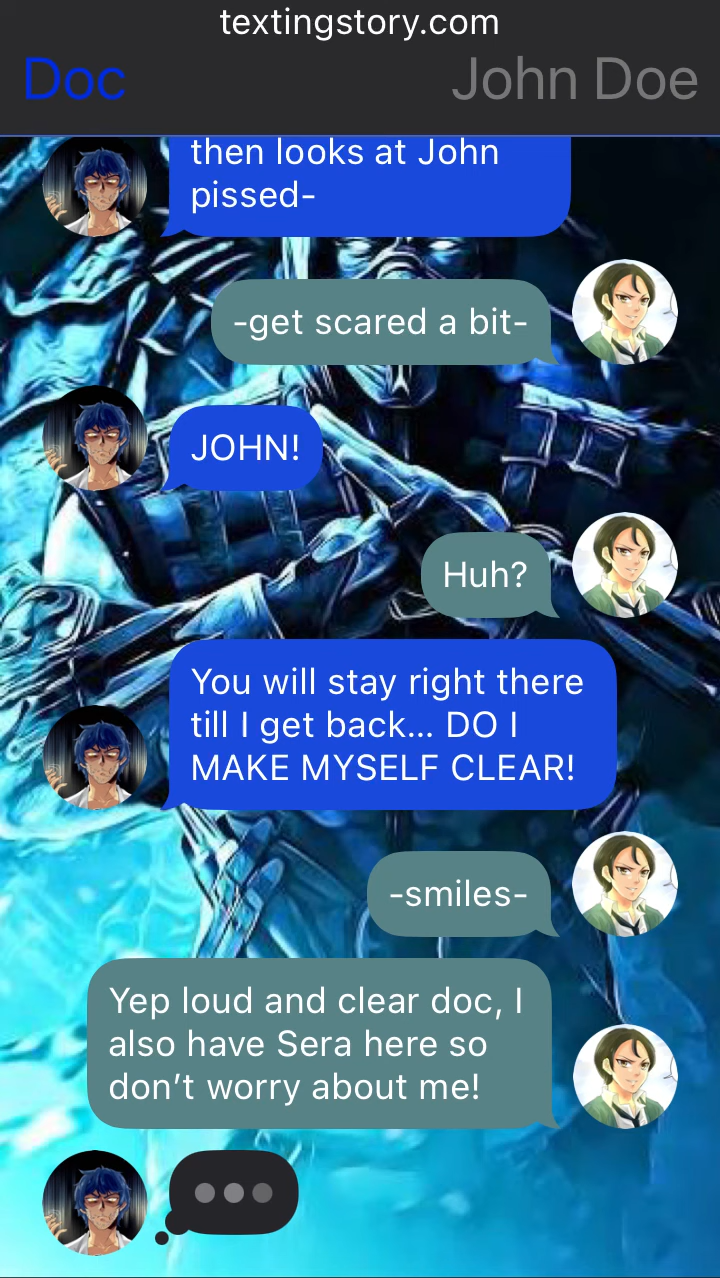 textingstory.com
Doc
John Doe
then looks at John
pissed-
-get scared a bit-
JOHN!
Huh?
You will stay right there
till I get back... DO I
MAKE MYSELF CLEAR!
-smiles-
Yep loud and clear doc, I
also have Sera here so
don’t worry about me!